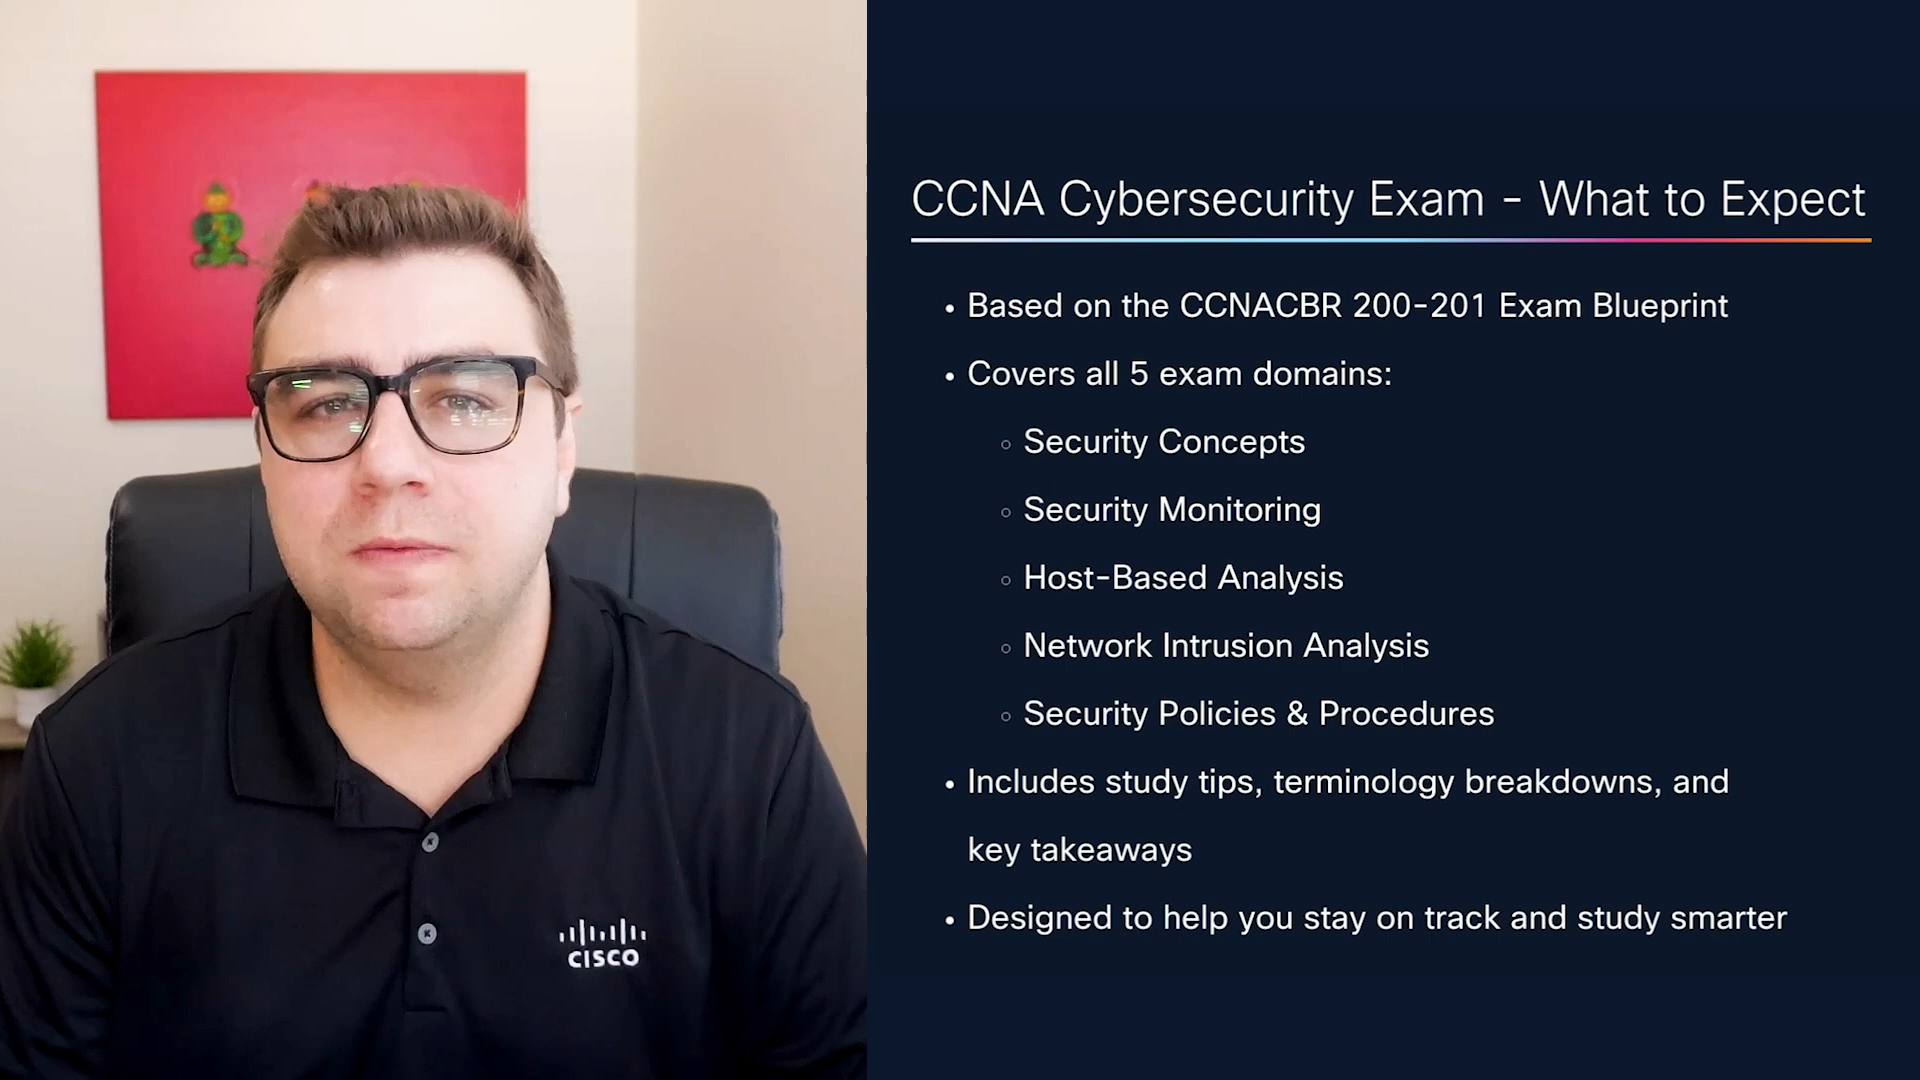 CCNA Cybersecurity Exam - What to Expect
• Based on the CCNACBR 200-201 Exam Blueprint
• Covers all 5 exam domains:
◦ Security Concepts
◦ Security Monitoring
◦ Host-Based Analysis
◦ Network Intrusion Analysis
◦ Security Policies & Procedures
• Includes study tips, terminology breakdowns, and
key takeaways
• Designed to help you stay on track and study smarter
CISCO